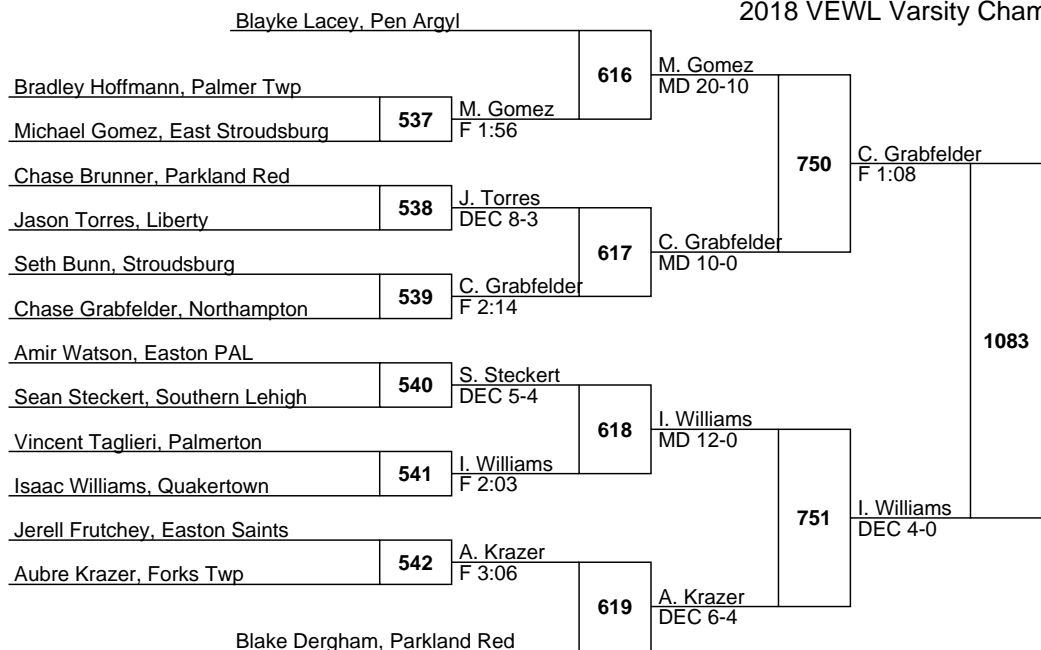 2018 VEWL Varsity Cham
Blayke Lacey, Pen Argyl
616
M. Gomez
MD 20-10
Bradley Hoffmann, Palmer Twp
537
M. Gomez
F 1:56
Michael Gomez, East Stroudsburg
750
C. Grabfelder
F 1:08
Chase Brunner, Parkland Red
538
J. Torres
DEC 8-3
Jason Torres, Liberty
617
C. Grabfelder
MD 10-0
Seth Bunn, Stroudsburg
539
C. Grabfelder
F 2:14
Chase Grabfelder, Northampton
1083
Amir Watson, Easton PAL
540
S. Steckert
DEC 5-4
Sean Steckert, Southern Lehigh
618
I. Williams
MD 12-0
Vincent Taglieri, Palmerton
541
I. Williams
F 2:03
Isaac Williams, Quakertown
751
I. Williams
DEC 4-0
Jerell Frutchey, Easton Saints
542
A. Krazer
F 3:06
Aubre Krazer, Forks Twp
619
A. Krazer
DEC 6-4
Blake Dergham, Parkland Red